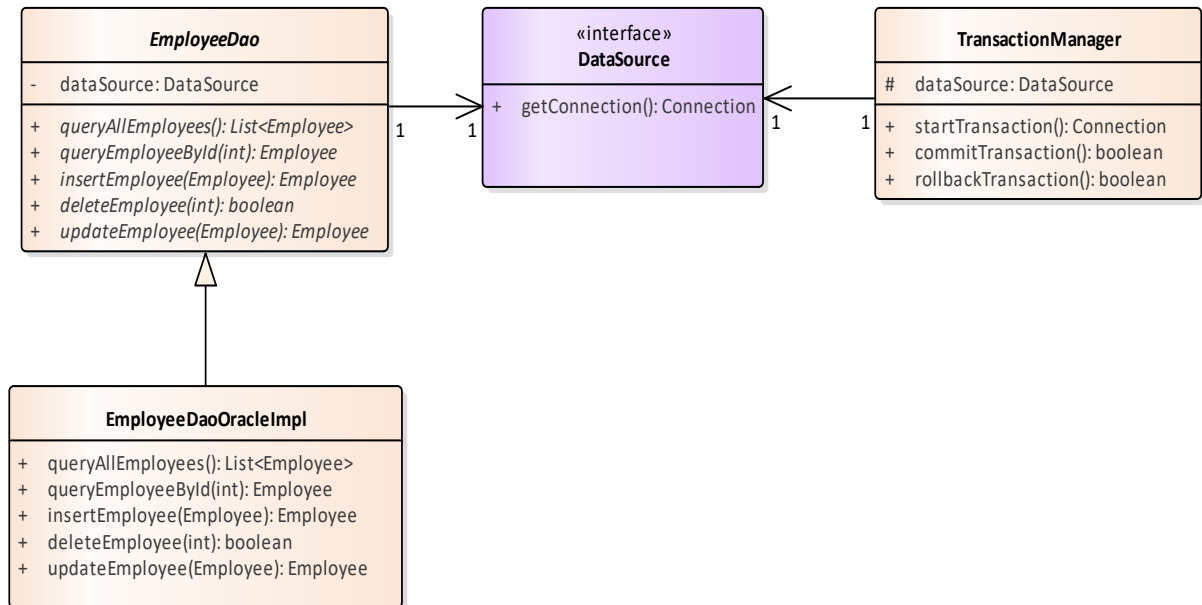 EmployeeDao
- dataSource: DataSource
+ queryAllEmployees(): List<Employee>
+ queryEmployeeById(int): Employee
+ insertEmployee(Employee): Employee
+ deleteEmployee(int): boolean
+ updateEmployee(Employee): Employee
1
1
«interface»
DataSource
+ getConnection(): Connection
1
1
TransactionManager
# dataSource: DataSource
+ startTransaction(): Connection
+ commitTransaction(): boolean
+ rollbackTransaction(): boolean
EmployeeDaoOracleImpl
+ queryAllEmployees(): List<Employee>
+ queryEmployeeById(int): Employee
+ insertEmployee(Employee): Employee
+ deleteEmployee(int): boolean
+ updateEmployee(Employee): Employee